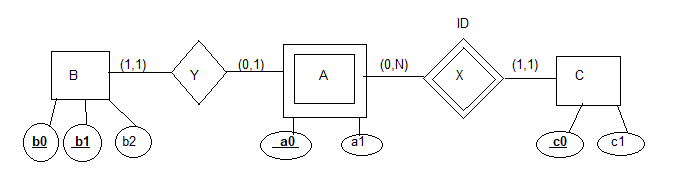 ID
B
(1,1)
Y
(0,1)
A
(0,N)
X
(1,1)
C
b0
b1
b2
a0
a1
c0
c1